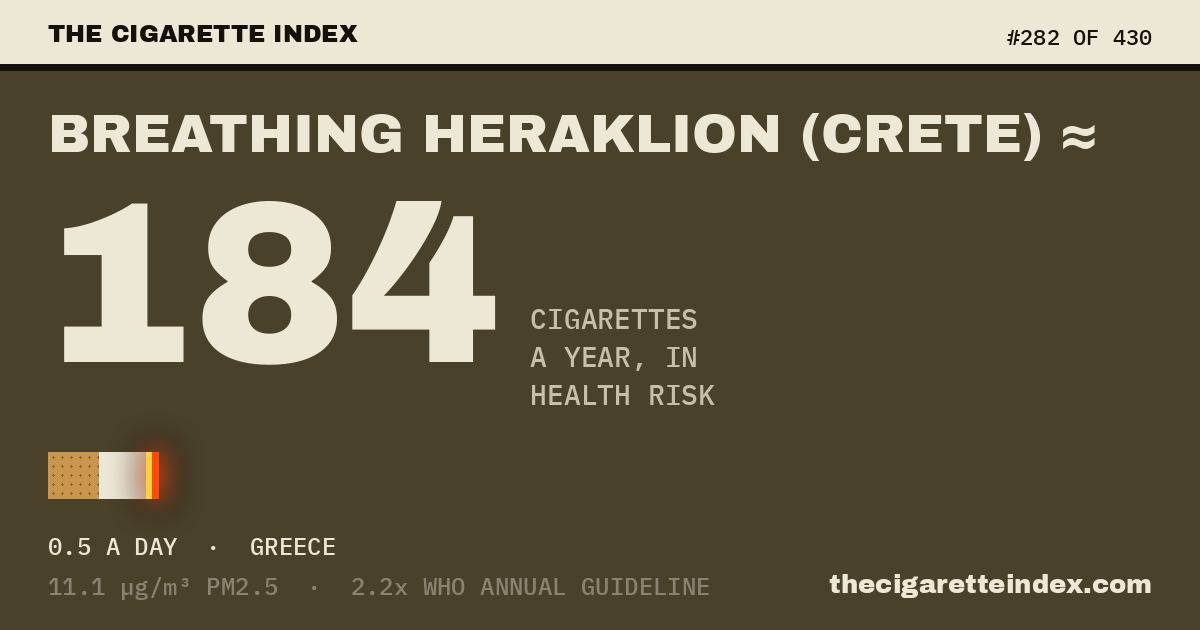 THE CIGARETTE INDEX
#282 OF 430
BREATHING HERAKLION (CRETE) ≈
184
CIGARETTES
A YEAR, IN
HEALTH RISK
0.5 A DAY · GREECE
11.1 µg/m³ PM2.5 · 2.2x WHO ANNUAL GUIDELINE
thecigaretteindex.com